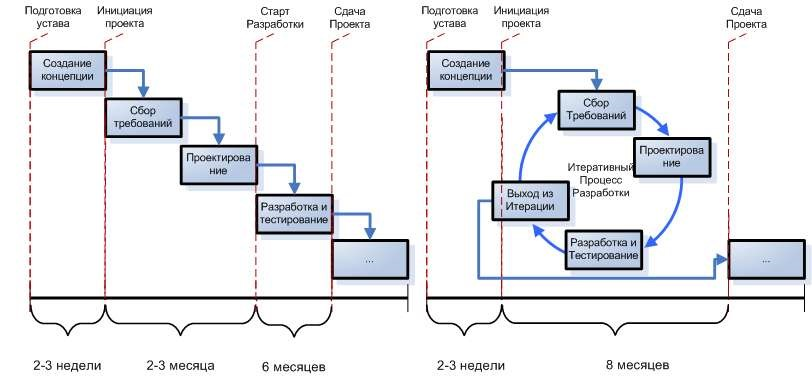 Подготовка
устава
Инициация
проекта
Старт
Разработки
Сдача
Проекта
Создание
концепции
Сбор
требований
Проектирова
ние
Разработка и
тестирование
...
2-3 недели
2-3 месяца
6 месяцев
Подготовка
устава
Инициация
проекта
Сдача
Проекта
Создание
концепции
Сбор
Требований
Проектирова
ние
Итеративный
Процесс
Разработки
Выход из
Итерации
Разработка и
Тестирование
...
2-3 недели
8 месяцев